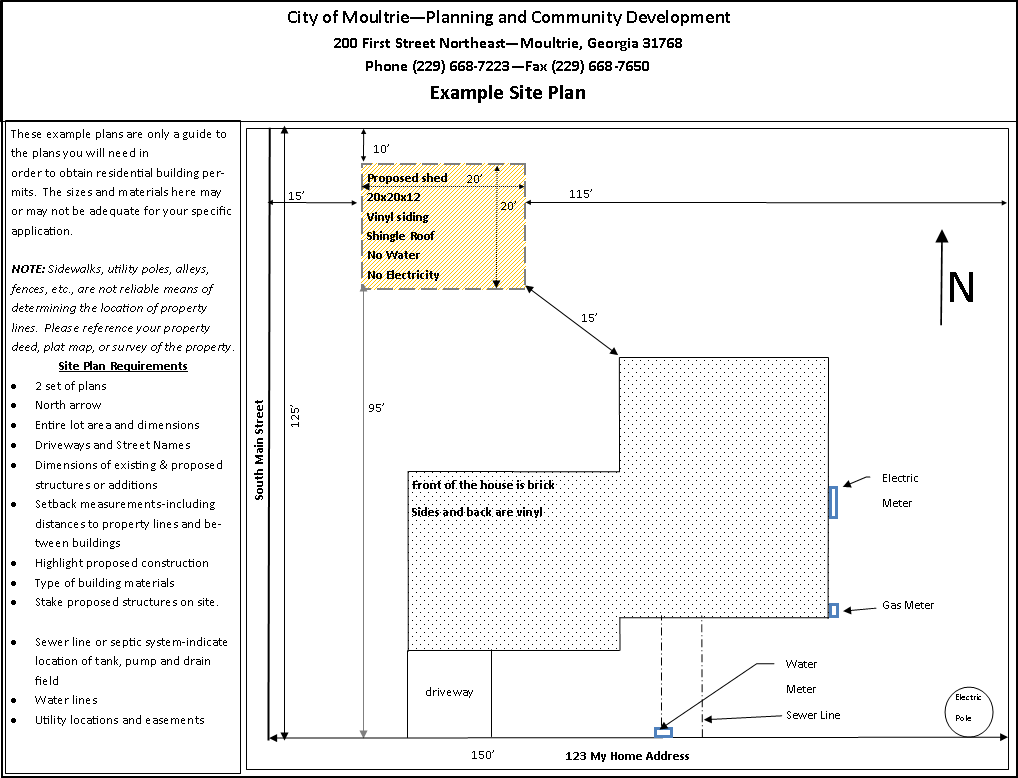 City of Moultrie—Planning and Community Development
200 First Street Northeast—Moultrie, Georgia 31768
Phone (229) 668-7223—Fax (229) 668-7650
Example Site Plan
These example plans are only a guide to
the plans you will need in
order to obtain residential building per-
mits. The sizes and materials here may
or may not be adequate for your specific
application.
NOTE: Sidewalks, utility poles, alleys,
fences, etc., are not reliable means of
determining the location of property
lines. Please reference your property
deed, plat map, or survey of the property.
Site Plan Requirements
• 2 set of plans
• North arrow
• Entire lot area and dimensions
• Driveways and Street Names
• Dimensions of existing & proposed
structures or additions
• Setback measurements-including
distances to property lines and be-
tween buildings
• Highlight proposed construction
• Type of building materials
• Stake proposed structures on site.
• Sewer line or septic system-indicate
location of tank, pump and drain
field
• Water lines
• Utility locations and easements
10’
Proposed shed
20’
15’
20x20x12
115’
20’
Vinyl siding
Shingle Roof
No Water
No Electricity
N
15’
South Main Street
125’
95’
Front of the house is brick
Sides and back are vinyl
Electric
Meter
Gas Meter
driveway
Water
Meter
Sewer Line
Electric
Pole
150’
123 My Home Address